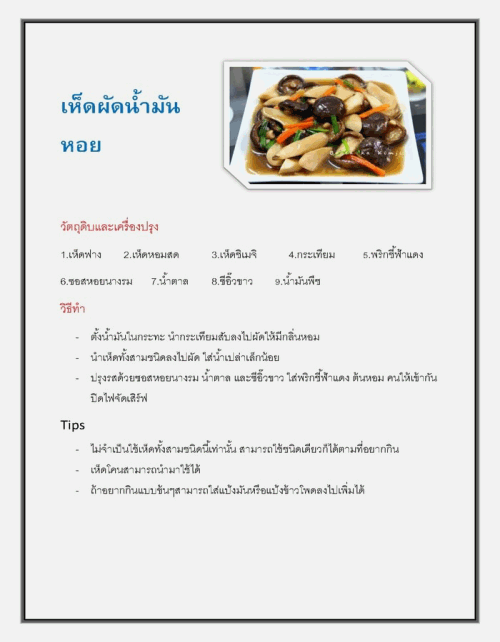 เห็ดผัดน้ำมัน
หอย
วัตถุดิบและเครื่องปรุง
1.เห็ดฟาง 2.เห็ดหอมสด 3.เห็ดชิเมจิ 4.กระเทียม 5.พริกชี้ฟ้าแดง
6.ซอสหอยนางรม 7.น้ำตาล 8.ซีอิ๊วขาว 9.น้ำมันพืช
วิธีทำ
- ตั้งน้ำมันในกระทะ นำกระเทียมสับลงไปผัดให้มีกลิ่นหอม
- นำเห็ดทั้งสามชนิดลงไปผัด ใส่น้ำเปล่าเล็กน้อย
- ปรุงรสด้วยซอสหอยนางรม น้ำตาล และซีอิ๊วขาว ใส่พริกชี้ฟ้าแดง ต้นหอม คนให้เข้ากัน
ปิดไฟจัดเสิร์ฟ
Tips
- ไม่จำเป็นใช้เห็ดทั้งสามชนิดนี้เท่านั้น สามารถใช้ชนิดเดียวก็ได้ตามที่อยากกิน
- เห็ดโคนสามารถนำมาใช้ได้
- ถ้าอยากกินแบบข้นๆสามารถใส่แป้งมันหรือแป้งข้าวโพดลงไปเพิ่มได้